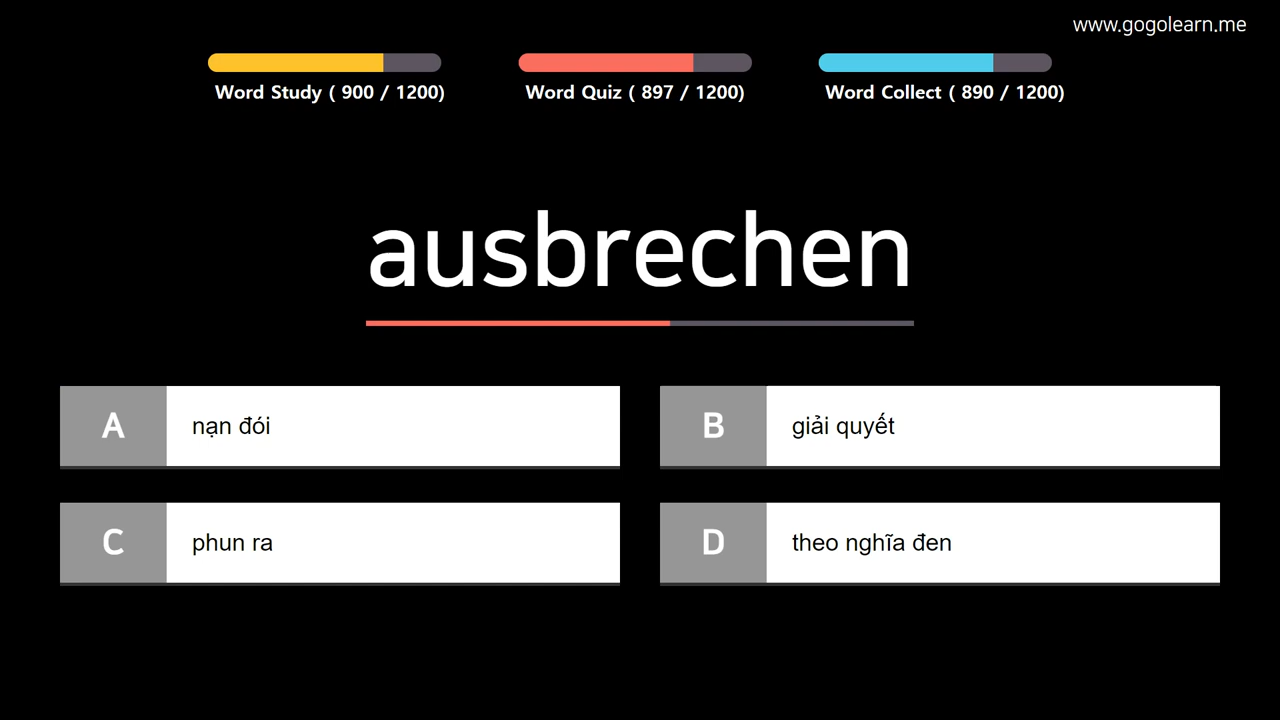 www.gogolearn.me
Word Study ( 900 / 1200)
Word Quiz ( 897 / 1200)
Word Collect ( 890 / 1200)
ausbrechen
A nạn đói
B giải quyết
C phun ra
D theo nghĩa đen